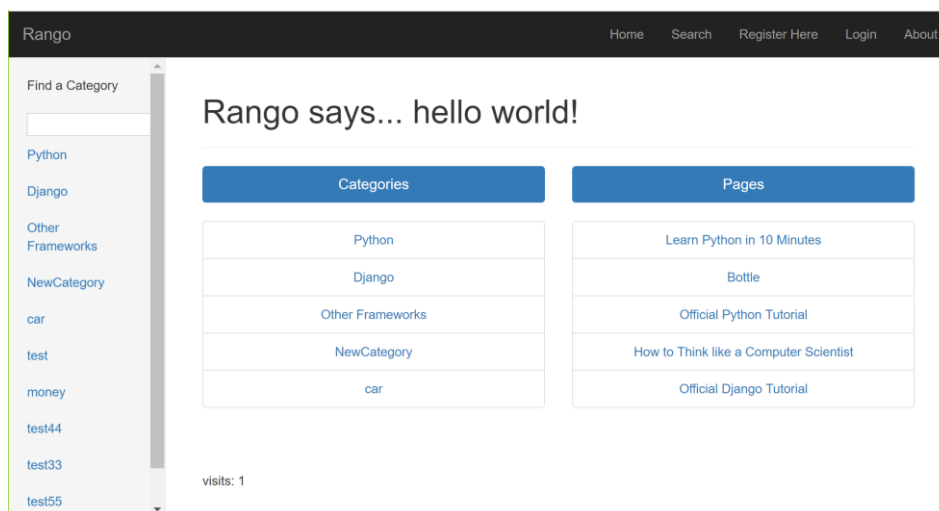 Rango
Home Search Register Here Login About
Find a Category
Python
Django
Other
Frameworks
NewCategory
car
test
money
test44
test33
test55
Rango says... hello world!
Categories
Python
Django
Other Frameworks
NewCategory
car
Pages
Learn Python in 10 Minutes
Bottle
Official Python Tutorial
How to Think like a Computer Scientist
Official Django Tutorial
visits: 1